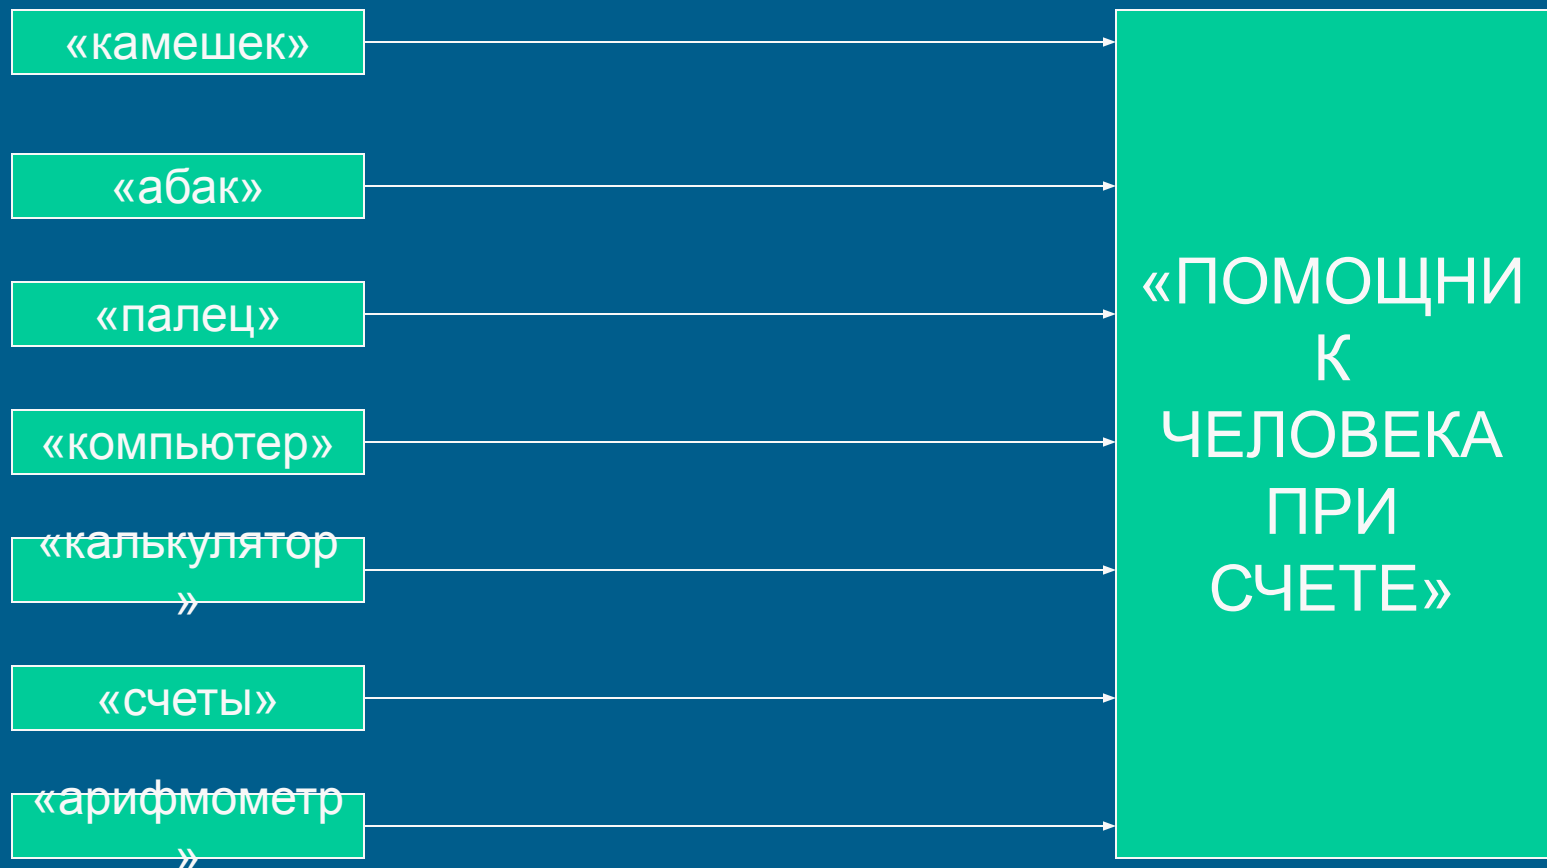 «камешек»
«абак»
«палец»
«компьютер»
«калькулятор
»
«счеты»
«арифмометр
»
«ПОМОЩНИ
К
ЧЕЛОВЕКА
ПРИ
СЧЕТЕ»